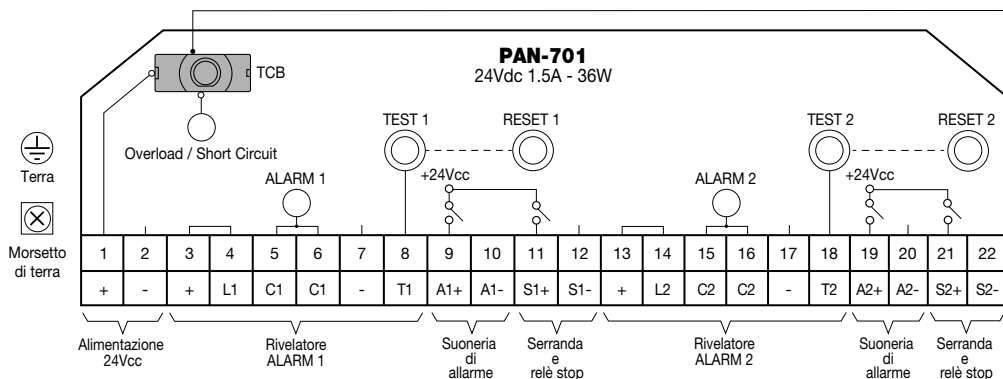 PAN-701
24Vdc 1.5A - 36W
TCB
Overload / Short Circuit
TEST 1
RESET 1
TEST 2
RESET 2
Terra
ALARM 1
+24Vcc
ALARM 2
+24Vcc
Morsetto
di terra
1 2 3 4 5 6 7 8 9 10 11 12 13 14 15 16 17 18 19 20 21 22
+ - + L1 C1 C1 - T1 A1+ A1- S1+ S1- + L2 C2 C2 - T2 A2+ A2- S2+ S2-
Alimentazione
24Vcc
Rivelatore
ALARM 1
Suoneria
di
allarme
Serranda
e
relè stop
Rivelatore
ALARM 2
Suoneria
di
allarme
Serranda
e
relè stop